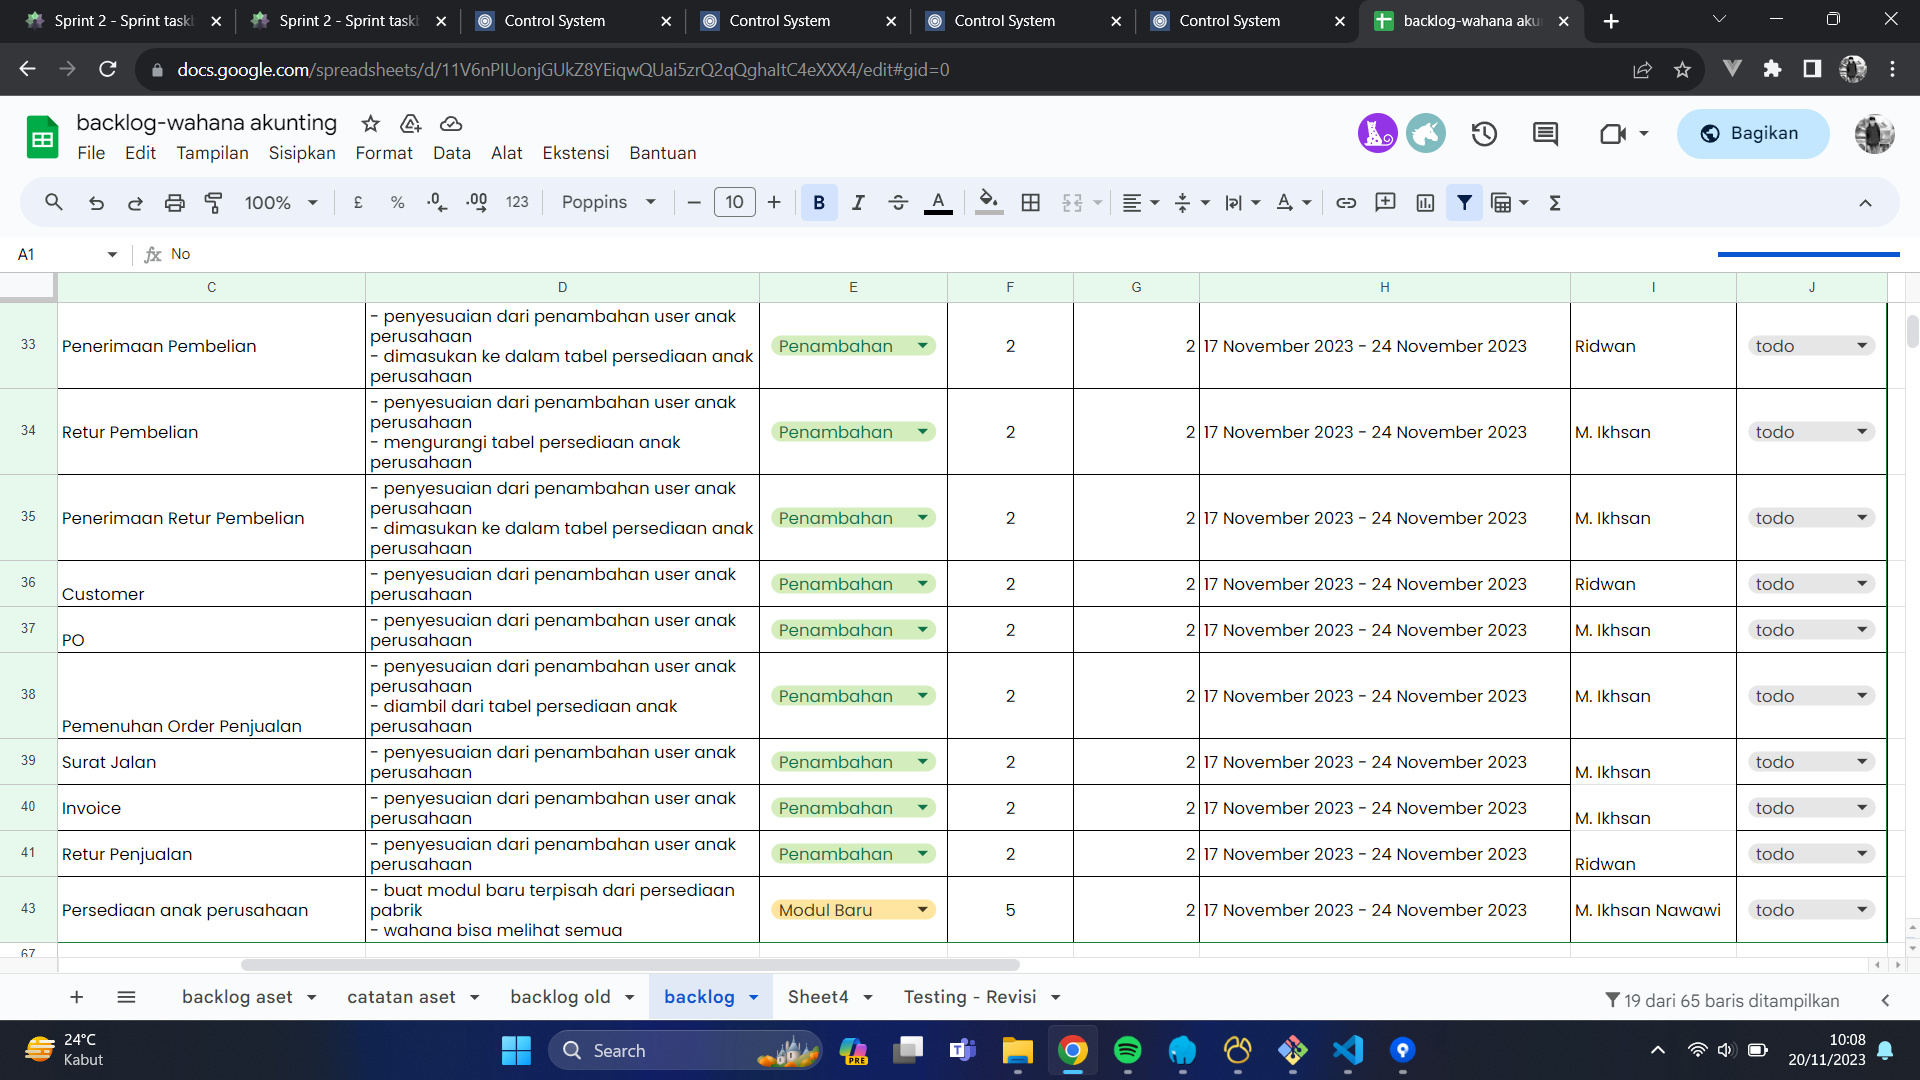 Sprint 2 - Sprint task
Sprint 2 - Sprint task
Control System
Control System
Control System
Control System
backlog-wahana aku
docs.google.com/spreadsheets/d/11V6nPIUonjGUkZ8YEiqwQUai5zrQ2qQghaItC4eXXX4/edit#gid=0
backlog-wahana akunting
File Edit Tampilan Sisipkan Format Data Alat Ekstensi Bantuan
Bagikan
100% £ % .0 .00 123 Poppins 10 B I A Σ
A1 fx No
C D E F G H I J
33 Penerimaan Pembelian
- penyesuaian dari penambahan user anak
perusahaan
- dimasukan ke dalam tabel persediaan anak
perusahaan
Penambahan 2 2 17 November 2023 - 24 November 2023 Ridwan todo
34 Retur Pembelian
- penyesuaian dari penambahan user anak
perusahaan
- mengurangi tabel persediaan anak
perusahaan
Penambahan 2 2 17 November 2023 - 24 November 2023 M. Ikhsan todo
35 Penerimaan Retur Pembelian
- penyesuaian dari penambahan user anak
perusahaan
- dimasukan ke dalam tabel persediaan anak
perusahaan
Penambahan 2 2 17 November 2023 - 24 November 2023 M. Ikhsan todo
36 Customer
- penyesuaian dari penambahan user anak
perusahaan
Penambahan 2 2 17 November 2023 - 24 November 2023 Ridwan todo
37 PO
- penyesuaian dari penambahan user anak
perusahaan
Penambahan 2 2 17 November 2023 - 24 November 2023 M. Ikhsan todo
38 Pemenuhan Order Penjualan
- penyesuaian dari penambahan user anak
perusahaan
- diambil dari tabel persediaan anak
perusahaan
Penambahan 2 2 17 November 2023 - 24 November 2023 M. Ikhsan todo
39 Surat Jalan
- penyesuaian dari penambahan user anak
perusahaan
Penambahan 2 2 17 November 2023 - 24 November 2023 M. Ikhsan todo
40 Invoice
- penyesuaian dari penambahan user anak
perusahaan
Penambahan 2 2 17 November 2023 - 24 November 2023 M. Ikhsan todo
41 Retur Penjualan
- penyesuaian dari penambahan user anak
perusahaan
Penambahan 2 2 17 November 2023 - 24 November 2023 Ridwan todo
43 Persediaan anak perusahaan
- buat modul baru terpisah dari persediaan
pabrik
- wahana bisa melihat semua
Modul Baru 5 2 17 November 2023 - 24 November 2023 M. Ikhsan Nawawi todo
67
backlog aset catatan aset backlog old backlog Sheet4 Testing - Revisi
19 dari 65 baris ditampilkan
24°C
Kabut
Search
PRE
10:08
20/11/2023